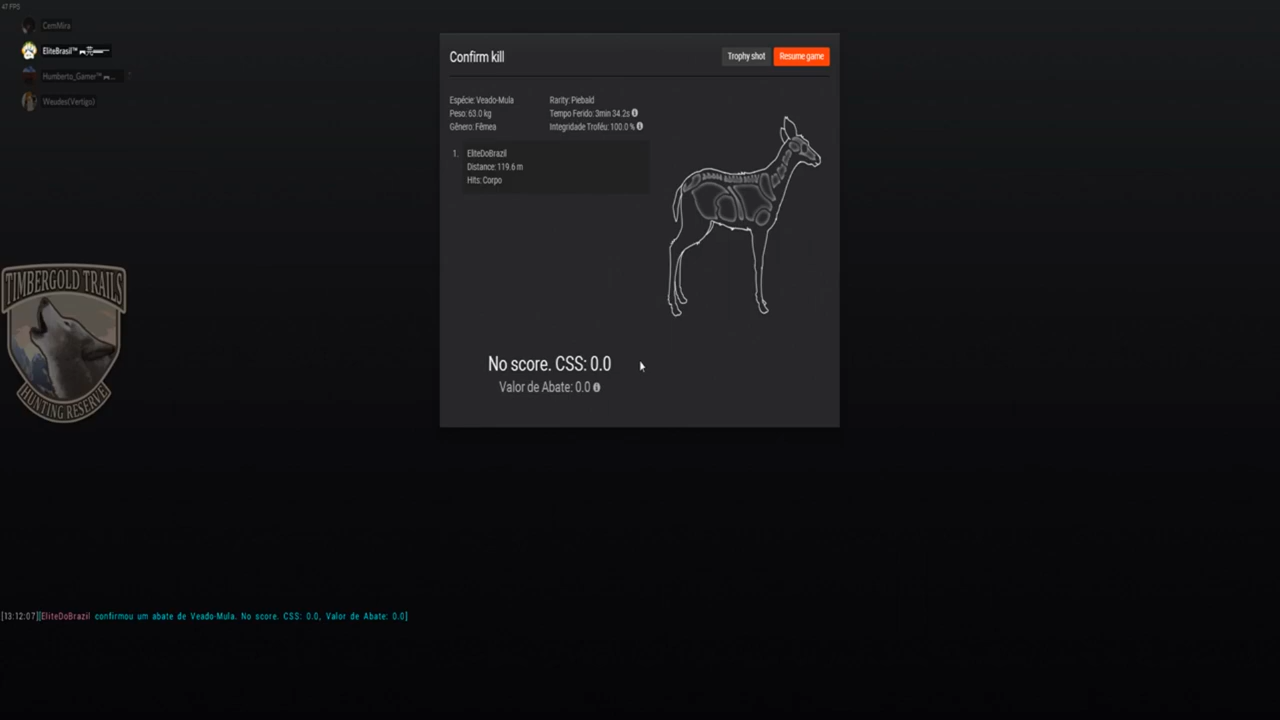 47 FPS
CemMira
EliteBrasil™
Humberto_Gamer™
Weudes(Vertigo)
Confirm kill
Trophy shot
Resume game
Espécie: Veado-Mula
Rarity: Piebald
Peso: 63.0 kg
Tempo Ferido: 3min 34.2s
Gênero: Fêmea
Integridade Troféu: 100.0 %
1. EliteDoBrazil
Distance: 119.6 m
Hits: Corpo
TIMBERGOLD TRAILS
HUNTING RESERVE
No score. CSS: 0.0
Valor de Abate: 0.0
[13:12:07][EliteDoBrazil confirmou um abate de Veado-Mula. No score. CSS: 0.0, Valor de Abate: 0.0]